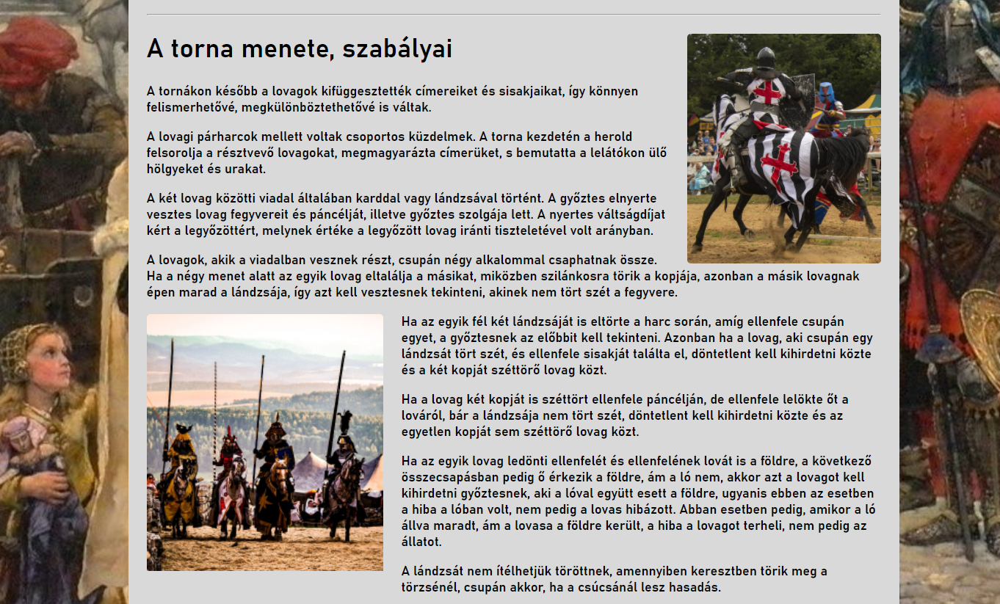 A torna menete, szabályai
A tornákon később a lovagok kifüggesztették címereiket és sisakjaikat, így könnyen
felismerhetővé, megkülönböztethetővé is váltak.
A lovagi párharcok mellett voltak csoportos küzdelmek. A torna kezdetén a herold
felsorolja a résztvevő lovagokat, megmagyarázta címerüket, s bemutatta a lelátókon ülő
hölgyeket és urakat.
A két lovag közötti viadal általában karddal vagy lándzsával történt. A győztes elnyerte
vesztes lovag fegyvereit és páncélját, illetve győztes szolgája lett. A nyertes váltságdíjat
kért a legyőzöttért, melynek értéke a legyőzött lovag iránti tiszteletével volt arányban.
A lovagok, akik a viadalban vesznek részt, csupán négy alkalommal csaphatnak össze.
Ha a négy menet alatt az egyik lovag eltalálja a másikat, miközben szilánkosra törik a kopjája, azonban a másik lovagnak
épen marad a lándzsája, így azt kell vesztesnek tekinteni, akinek nem tört szét a fegyvere.
Ha az egyik fél két lándzsáját is eltörte a harc során, amíg ellenfele csupán
egyet, a győztesnek az előbbit kell tekinteni. Azonban ha a lovag, aki csupán egy
lándzsát tört szét, és ellenfele sisakját találta el, döntetlent kell kihirdetni közte
és a két kopját széttörő lovag közt.
Ha a lovag két kopját is széttört ellenfele páncélján, de ellenfele lelökte őt a
lováról, bár a lándzsája nem tört szét, döntetlent kell kihirdetni közte és az
egyetlen kopját sem széttörő lovag közt.
Ha az egyik lovag ledönti ellenfelét és ellenfelének lovát is a földre, a következő
összecsapásban pedig ő érkezik a földre, ám a ló nem, akkor azt a lovagot kell
kihirdetni győztesnek, aki a lóval együtt esett a földre, ugyanis ebben az esetben
a hiba a lóban volt, nem pedig a lovas hibázott. Abban esetben pedig, amikor a ló
állva maradt, ám a lovasa a földre került, a hiba a lovagot terheli, nem pedig az
állatot.
A lándzsát nem ítélhetjük töröttnek, amennyiben keresztben törik meg a
törzsénél, csupán akkor, ha a csúcsánál lesz hasadás.